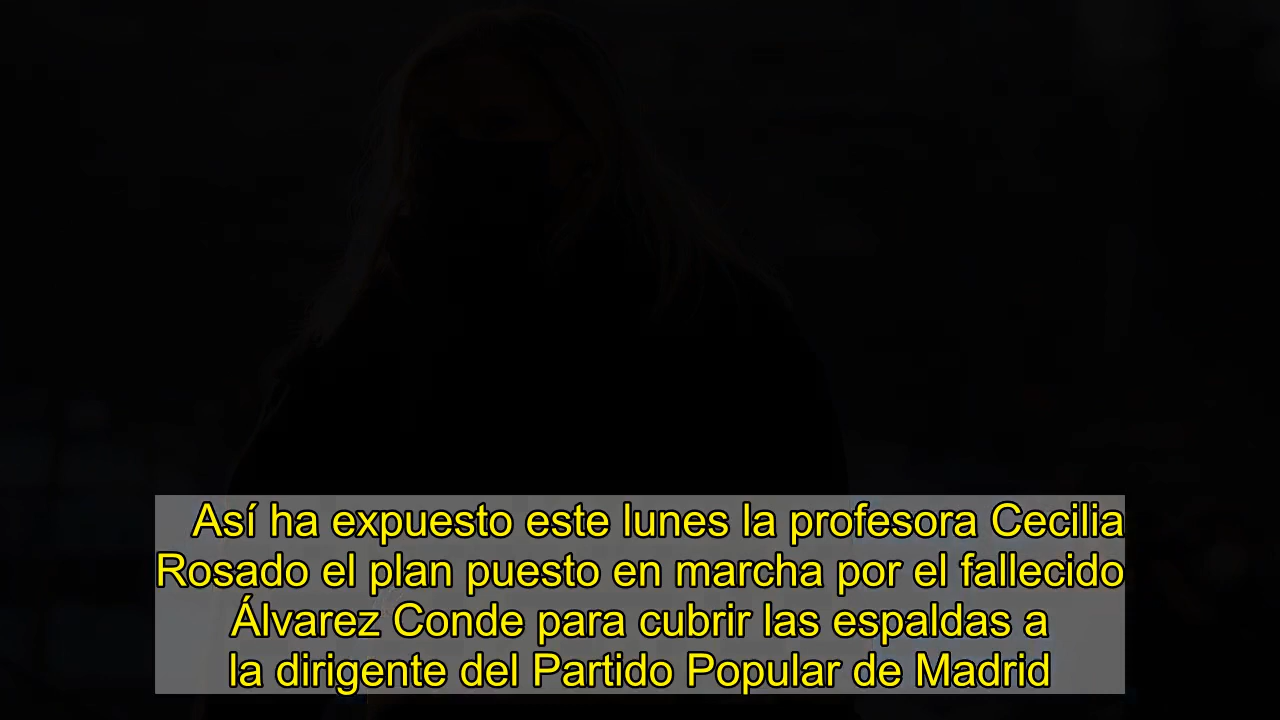 Así ha expuesto este lunes la profesora Cecilia
Rosado el plan puesto en marcha por el fallecido
Álvarez Conde para cubrir las espaldas a
la dirigente del Partido Popular de Madrid